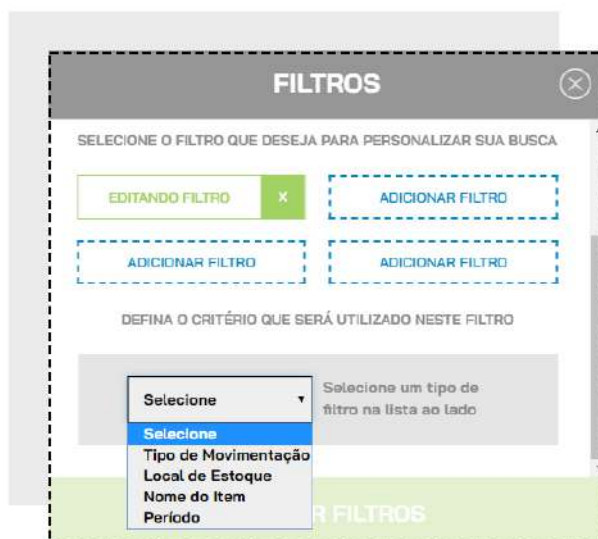 FILTROS
SELECIONE O FILTRO QUE DESEJA PARA PERSONALIZAR SUA BUSCA
EDITANDO FILTRO X ADICIONAR FILTRO
ADICIONAR FILTRO ADICIONAR FILTRO
DEFINA O CRITÉRIO QUE SERÁ UTILIZADO NESTE FILTRO
Selecione
Selecione um tipo de
filtro na lista ao lado
Selecione
Tipo de Movimentação
Local de Estoque
Nome do Item
Período
R FILTROS